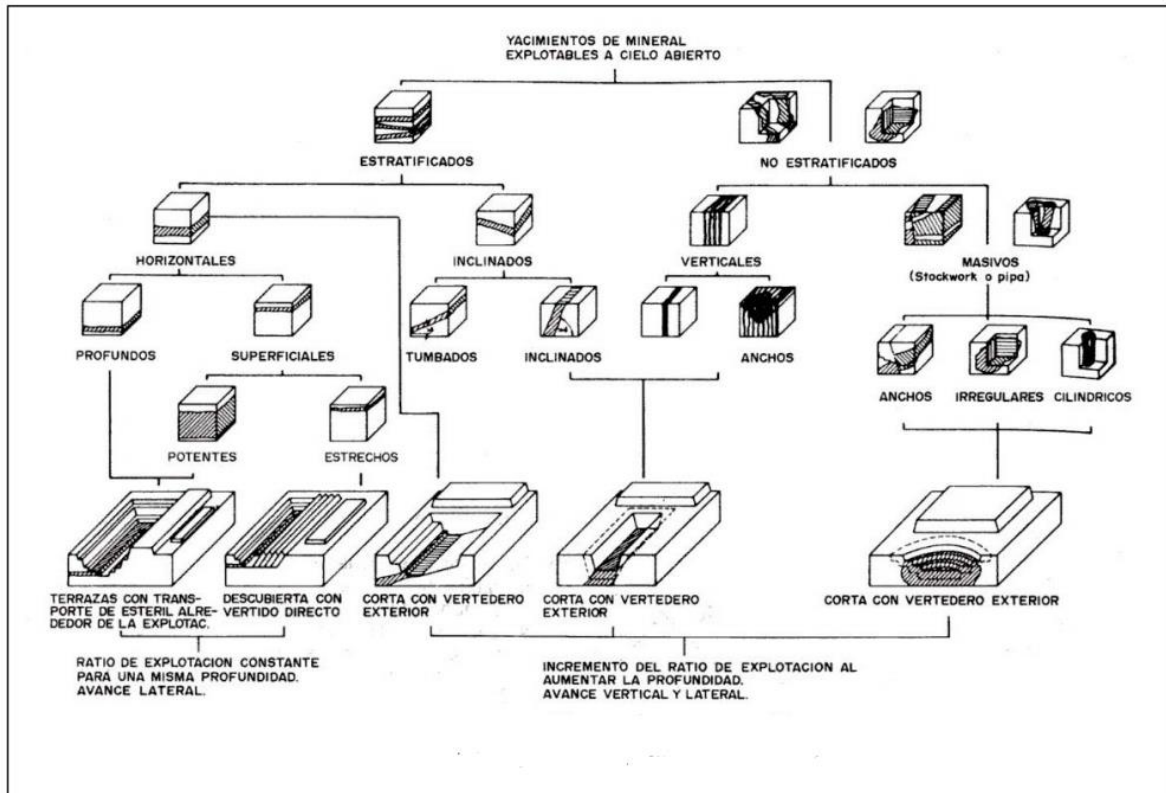 YACIMIENTOS DE MINERAL
EXPLOTABLES A CIELO ABIERTO
ESTRATIFICADOS
NO ESTRATIFICADOS
HORIZONTALES
INCLINADOS
VERTICALES
MASIVOS
(Stockwork o pipa)
PROFUNDOS
SUPERFICIALES
TUMBADOS
INCLINADOS
ANCHOS
ANCHOS
IRREGULARES
CILINDRICOS
POTENTES
ESTRECHOS
TERRAZAS CON TRANS-
PORTE DE ESTERIL ALRE-
DEDOR DE LA EXPLOTAC.
DESCUBIERTA CON
VERTIDO DIRECTO
CORTA CON VERTEDERO
EXTERIOR
CORTA CON VERTEDERO
EXTERIOR
CORTA CON VERTEDERO EXTERIOR
RATIO DE EXPLOTACION CONSTANTE
PARA UNA MISMA PROFUNDIDAD.
AVANCE LATERAL.
INCREMENTO DEL RATIO DE EXPLOTACION AL
AUMENTAR LA PROFUNDIDAD.
AVANCE VERTICAL Y LATERAL.